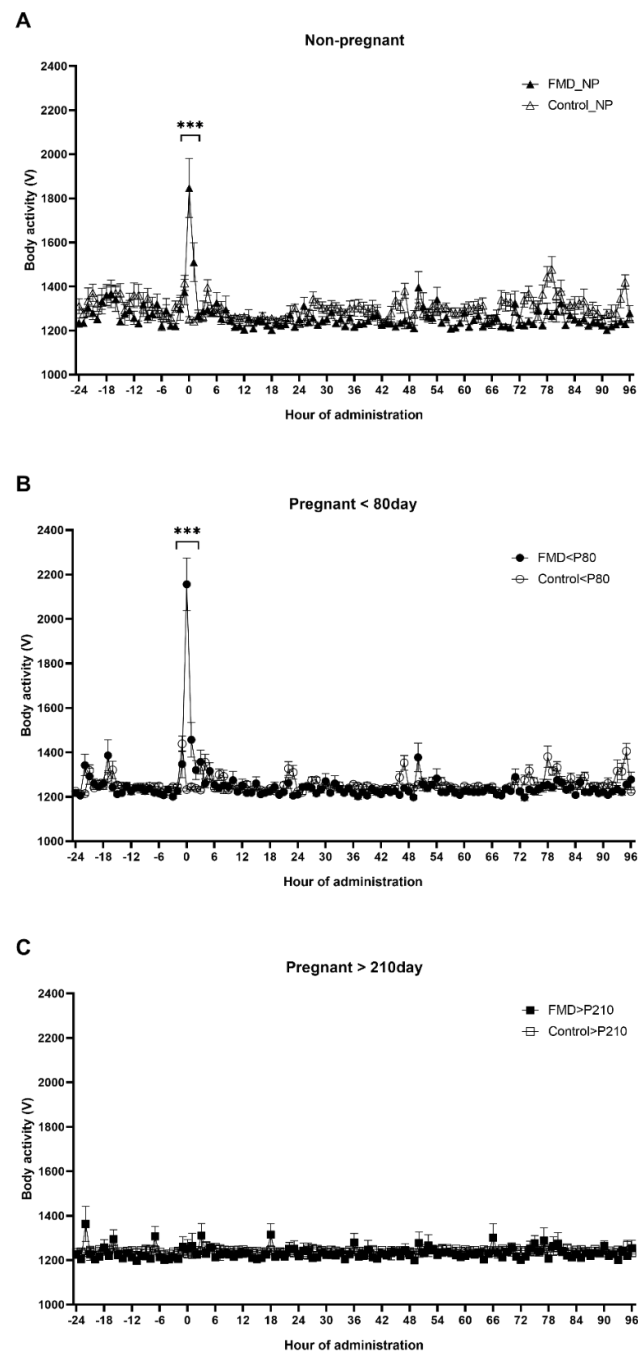 A
Non-pregnant
2400
2200
2000
1800
1600
1400
1200
1000
Body activity (V)
FMD_NP
Control_NP
***
-24 -18 -12 -6 0 6 12 18 24 30 36 42 48 54 60 66 72 78 84 90 96
Hour of administration
B
Pregnant < 80day
2400
2200
2000
1800
1600
1400
1200
1000
Body activity (V)
FMD<P80
Control<P80
***
-24 -18 -12 -6 0 6 12 18 24 30 36 42 48 54 60 66 72 78 84 90 96
Hour of administration
C
Pregnant > 210day
2400
2200
2000
1800
1600
1400
1200
1000
Body activity (V)
FMD>P210
Control>P210
-24 -18 -12 -6 0 6 12 18 24 30 36 42 48 54 60 66 72 78 84 90 96
Hour of administration